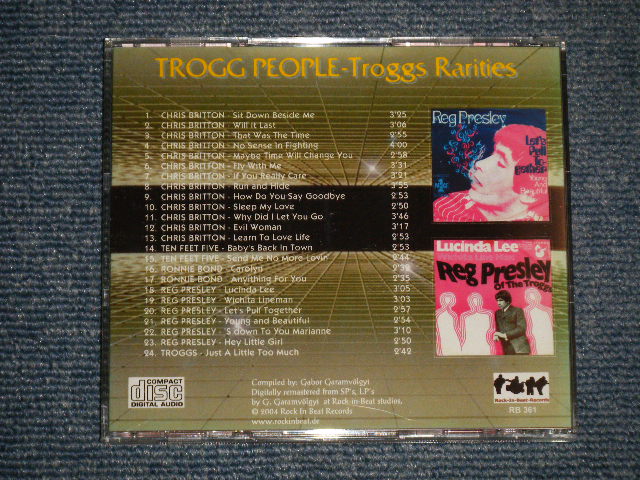 TROGG PEOPLE-Troggs Rarities
1. CHRIS BRITTON - Sit Down Beside Me 3'25
2. CHRIS BRITTON - Will it Last 3'06
3. CHRIS BRITTON - That Was The Time 2'55
4. CHRIS BRITTON - No Sense in Fighting 4'00
5. CHRIS BRITTON - Maybe Time Will Change You 2'58
6. CHRIS BRITTON - Fly With Me 3'31
7. CHRIS BRITTON - If You Really Care 3'21
8. CHRIS BRITTON - Run and Hide 3'55
9. CHRIS BRITTON - How Do You Say Goodbye 2'53
10. CHRIS BRITTON - Sleep My Love 2'50
11. CHRIS BRITTON - Why Did I Let You Go 3'46
12. CHRIS BRITTON - Evil Woman 3'17
13. CHRIS BRITTON - Learn To Love Life 2'53
14. TEN FEET FIVE - Baby's Back In Town 2'53
15. TEN FEET FIVE - Send Me No More Lovin' 2'44
16. RONNIE BOND - Carolyn 2'35
17. RONNIE BOND - Anything For You 2'35
18. REG PRESLEY - Lucinda Lee 3'05
19. REG PRESLEY - Wichita Lineman 3'03
20. REG PRESLEY - Let's Pull Together 2'57
21. REG PRESLEY - Young and Beautiful 2'54
22. REG PRESLEY - 'S down To You Marianne 3'10
23. REG PRESLEY - Hey Little Girl 2'50
24. TROGGS - Just A Little Too Much 2'42
Reg Presley
Let's Pull To Gether
Young And Beautiful
Lucinda Lee
Reg Presley
Of The Troggs
COMPACT
disc
DIGITAL AUDIO
Compiled by: Gabor Garamvölgyi
Digitally remastered from SP's, LP's
by G. Garamvölgyi at Rock-in-Beat studios,
© 2004 Rock In Beat Records
www.rockinbeat.de
Rock-In-Beat-Records
RB 361